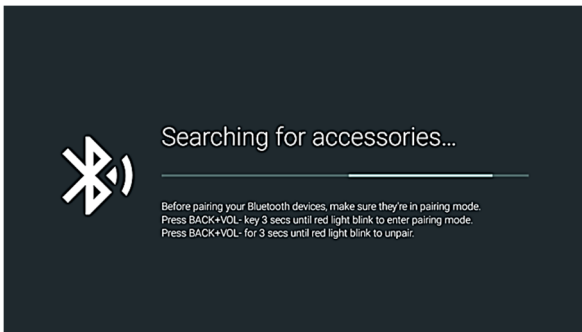 Searching for accessories...
Before pairing your Bluetooth devices, make sure they're in pairing mode.
Press BACK+VOL- key 3 secs until red light blink to enter pairing mode.
Press BACK+VOL- for 3 secs until red light blink to unpair.